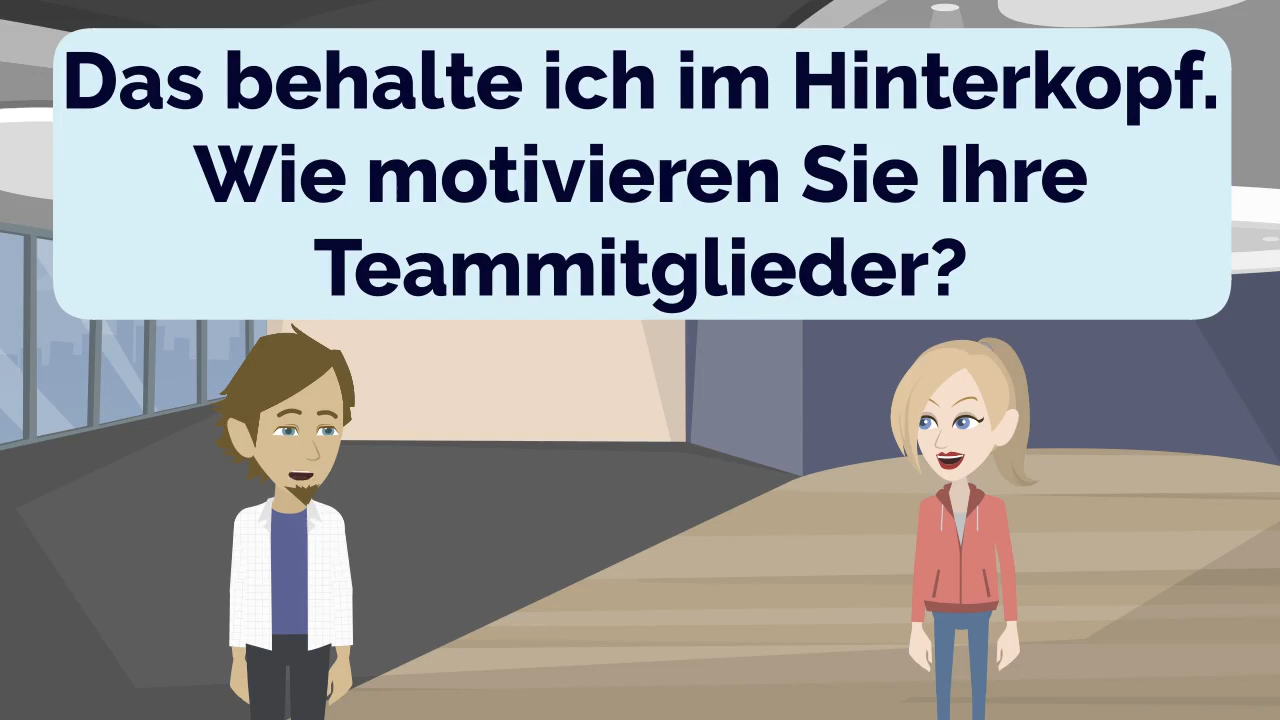 Das behalte ich im Hinterkopf.
Wie motivieren Sie Ihre
Teammitglieder?